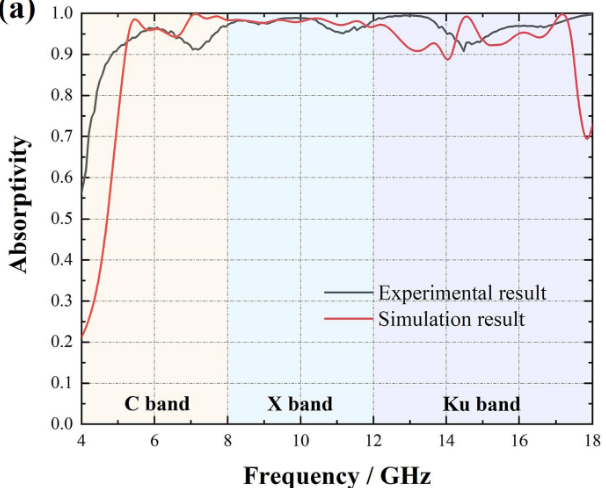 (a)
1.0
0.9
0.8
0.7
0.6
0.5
0.4
0.3
0.2
0.1
0.0
Absorptivity
Experimental result
Simulation result
C band
X band
Ku band
4
6
8
10
12
14
16
18
Frequency / GHz